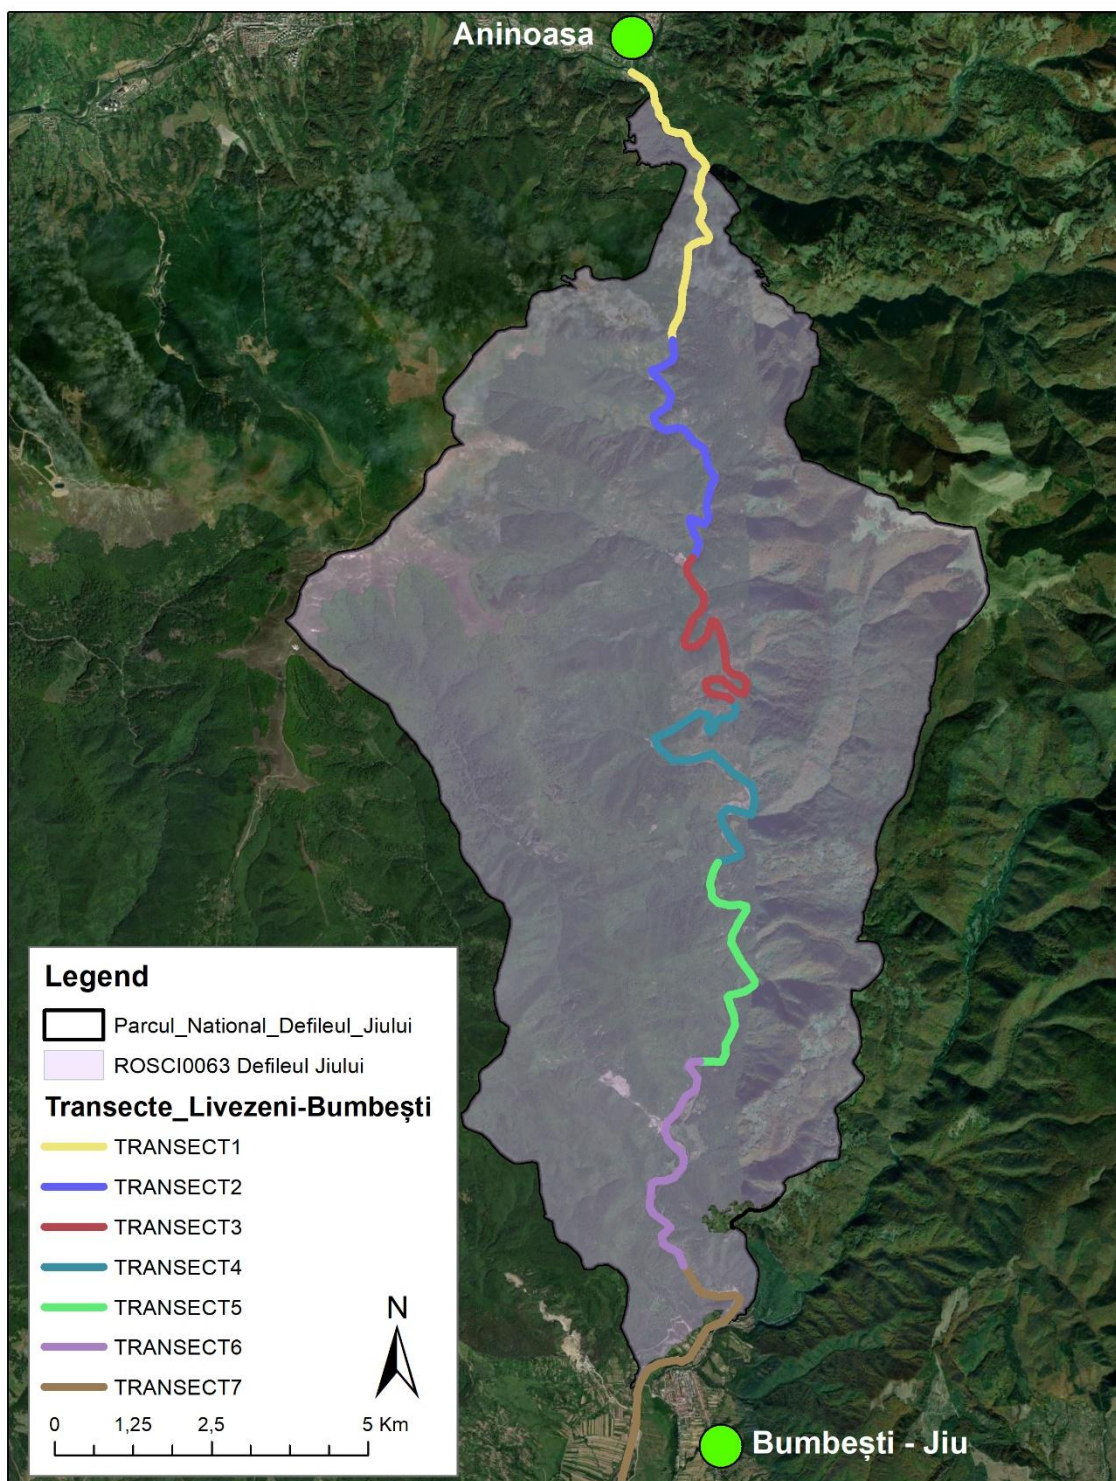 Aninoasa
Legend
Parcul_National_Defileul_Jiului
ROSCI0063 Defileul Jiului
Transecte_Livezeni-Bumbești
TRANSECT1
TRANSECT2
TRANSECT3
TRANSECT4
TRANSECT5
TRANSECT6
TRANSECT7
N
0 1,25 2,5 5 Km
Bumbești - Jiu